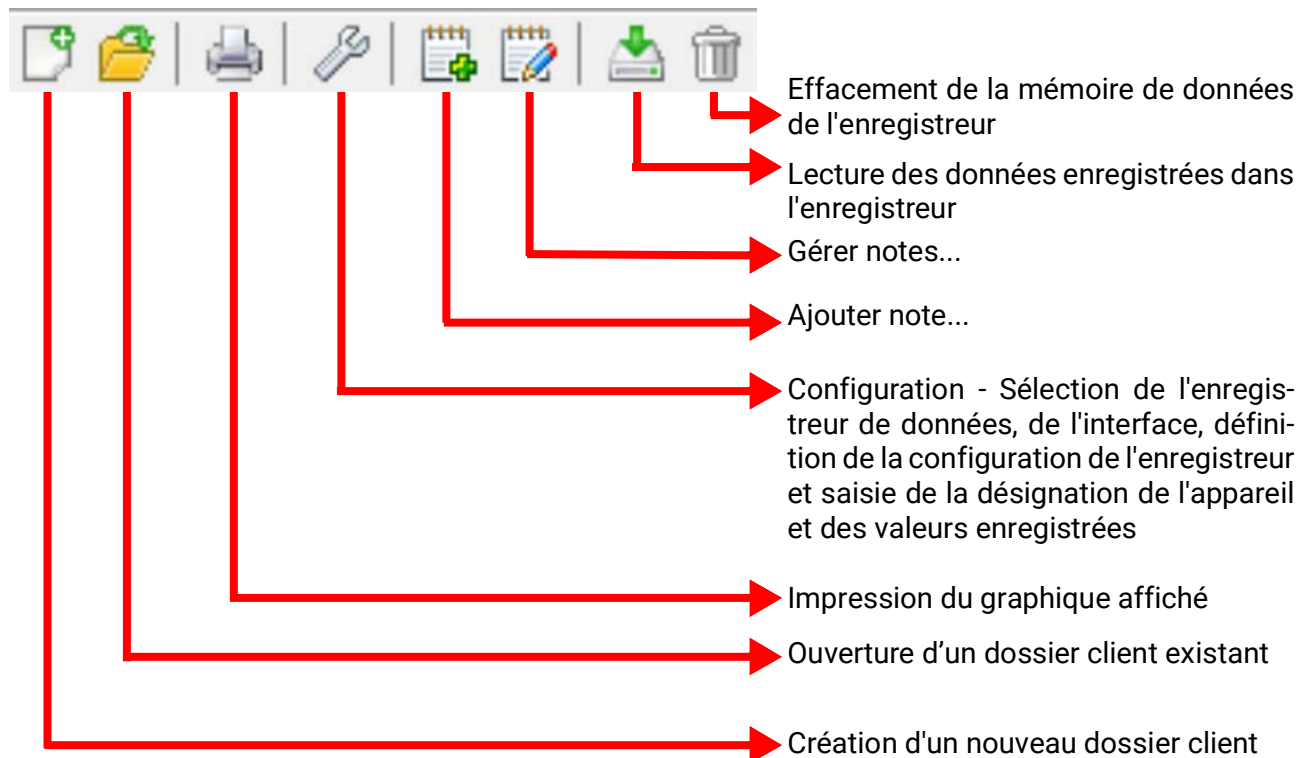 Effacement de la mémoire de données
de l'enregistreur
Lecture des données enregistrées dans
l'enregistreur
Gérer notes...
Ajouter note...
Configuration - Sélection de l'enregis-
treur de données, de l'interface, défini-
tion de la configuration de l'enregistreur
et saisie de la désignation de l'appareil
et des valeurs enregistrées
Impression du graphique affiché
Ouverture d’un dossier client existant
Création d'un nouveau dossier client